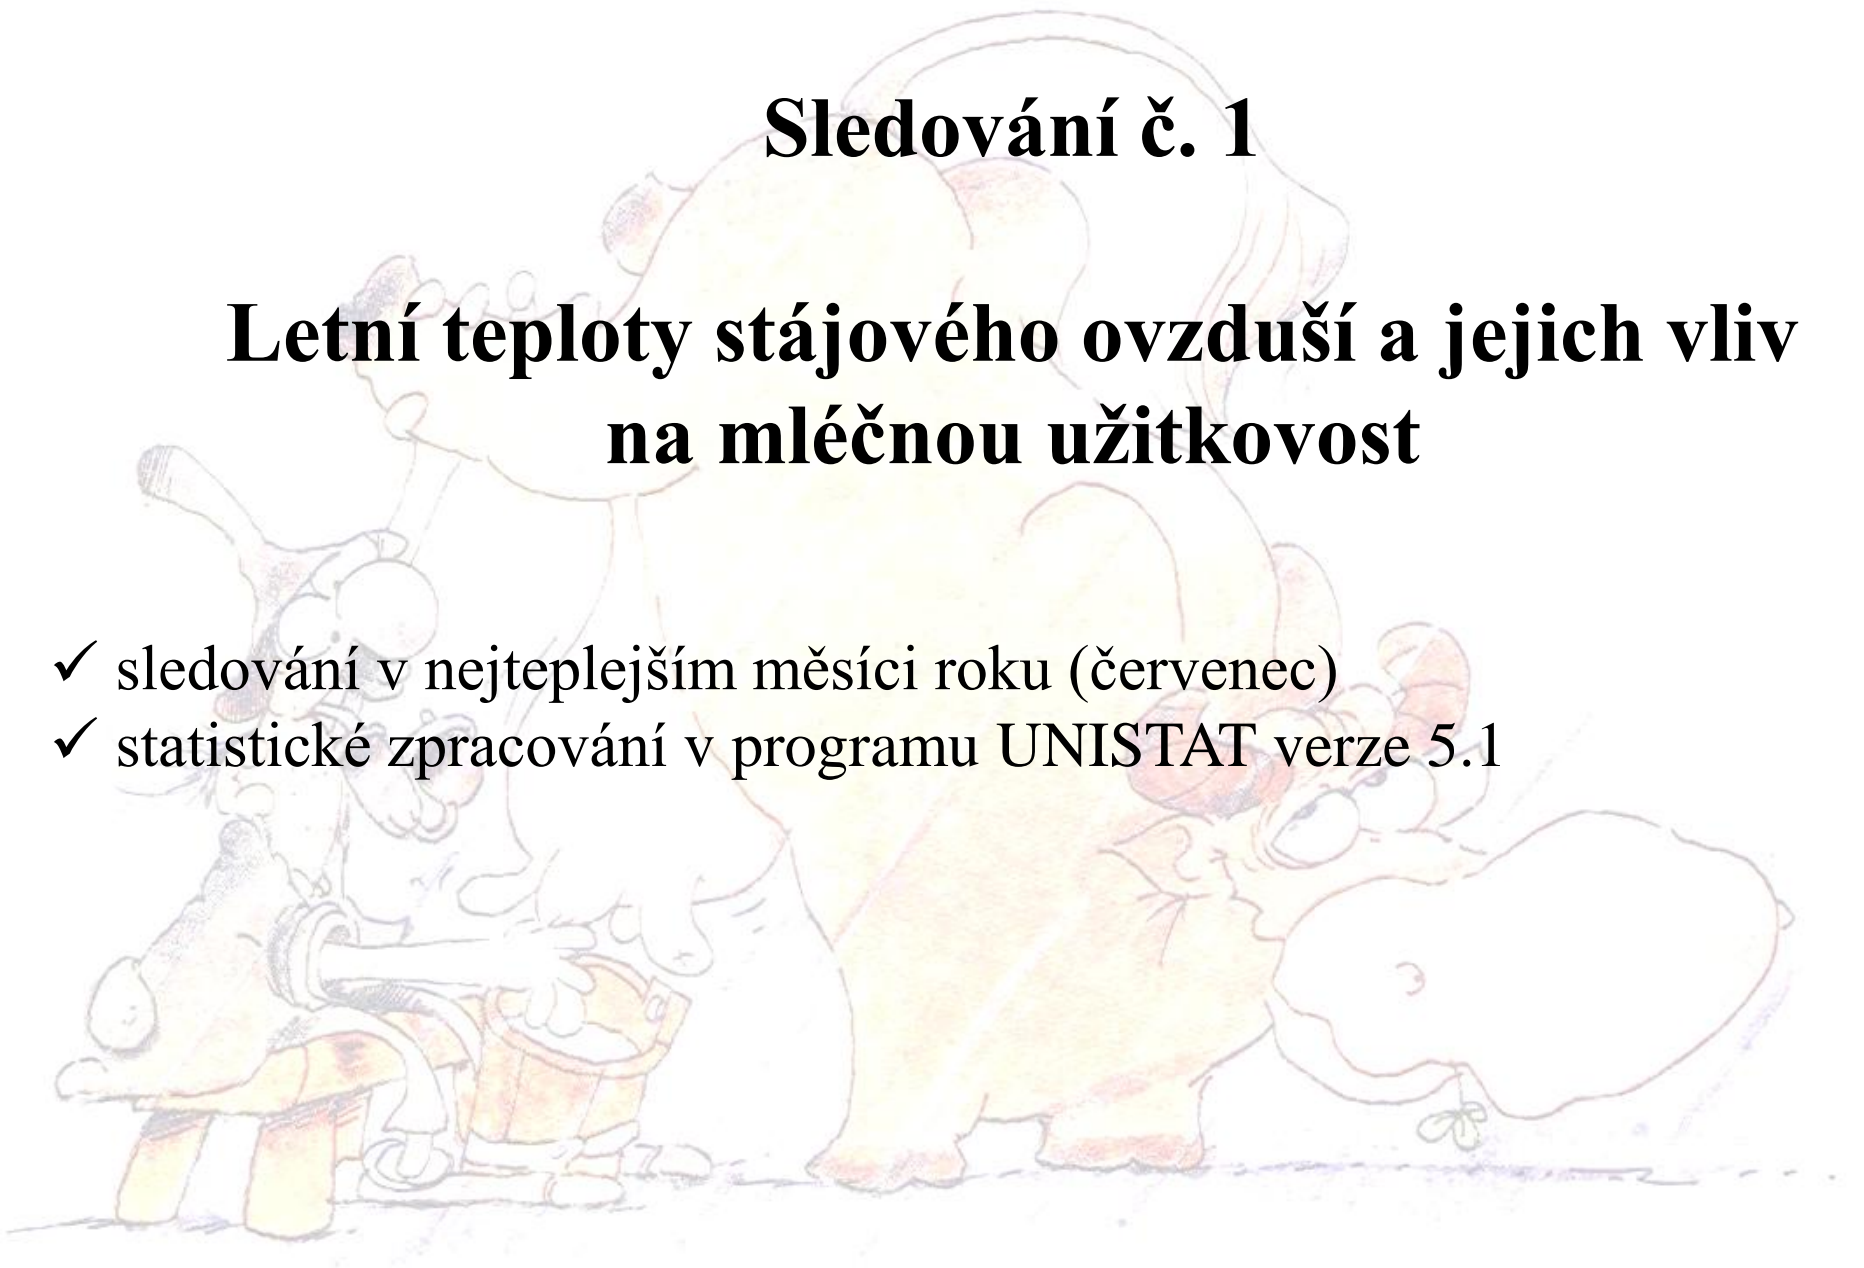 Sledování č. 1
Letní teploty stájového ovzduší a jejich vliv
na mléčnou užitkovost
✓ sledování v nejteplejším měsíci roku (červenec)
✓ statistické zpracování v programu UNISTAT verze 5.1